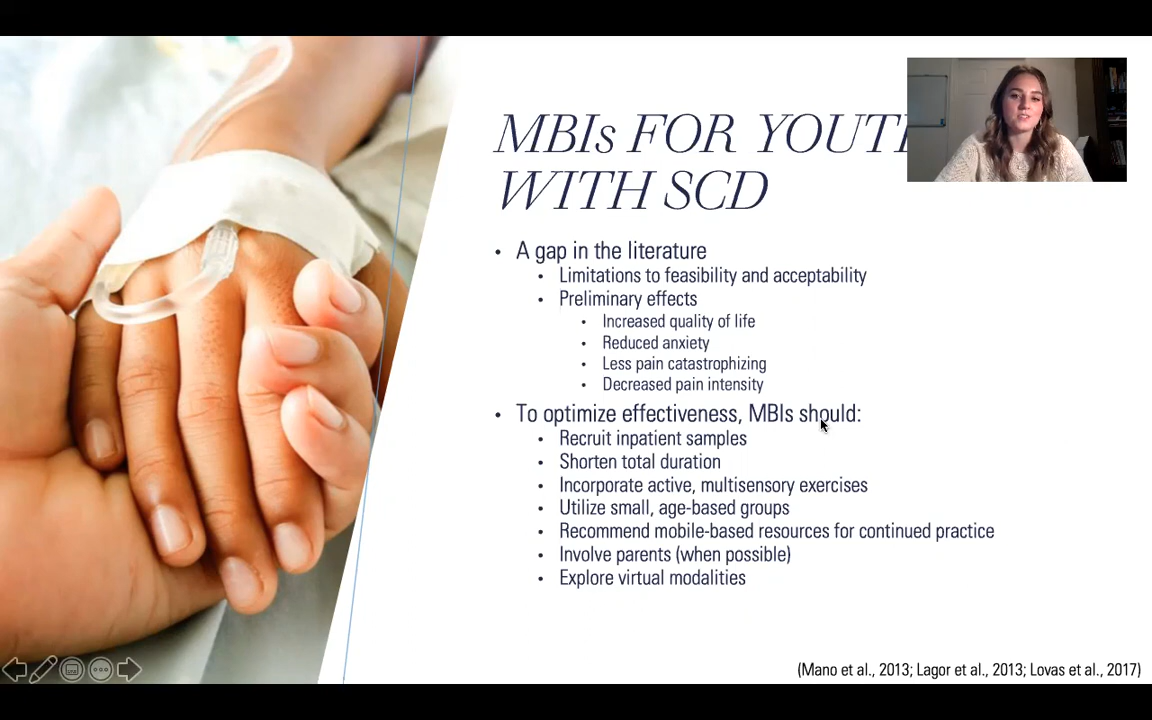 MBIs FOR YOUT
WITH SCD
• A gap in the literature
• Limitations to feasibility and acceptability
• Preliminary effects
• Increased quality of life
• Reduced anxiety
• Less pain catastrophizing
• Decreased pain intensity
• To optimize effectiveness, MBIs should:
• Recruit inpatient samples
• Shorten total duration
• Incorporate active, multisensory exercises
• Utilize small, age-based groups
• Recommend mobile-based resources for continued practice
• Involve parents (when possible)
• Explore virtual modalities
(Mano et al., 2013; Lagor et al., 2013; Lovas et al., 2017)